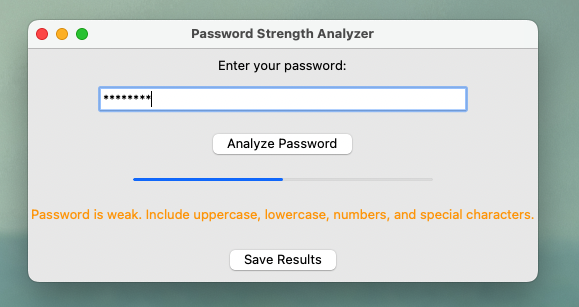 Password Strength Analyzer
Enter your password:
********
Analyze Password
Password is weak. Include uppercase, lowercase, numbers, and special characters.
Save Results